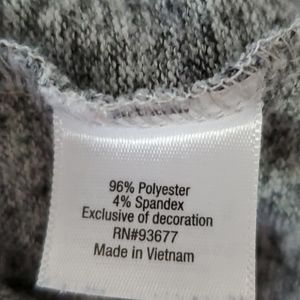 96% Polyester
4% Spandex
Exclusive of decoration
RN#93677
Made in Vietnam